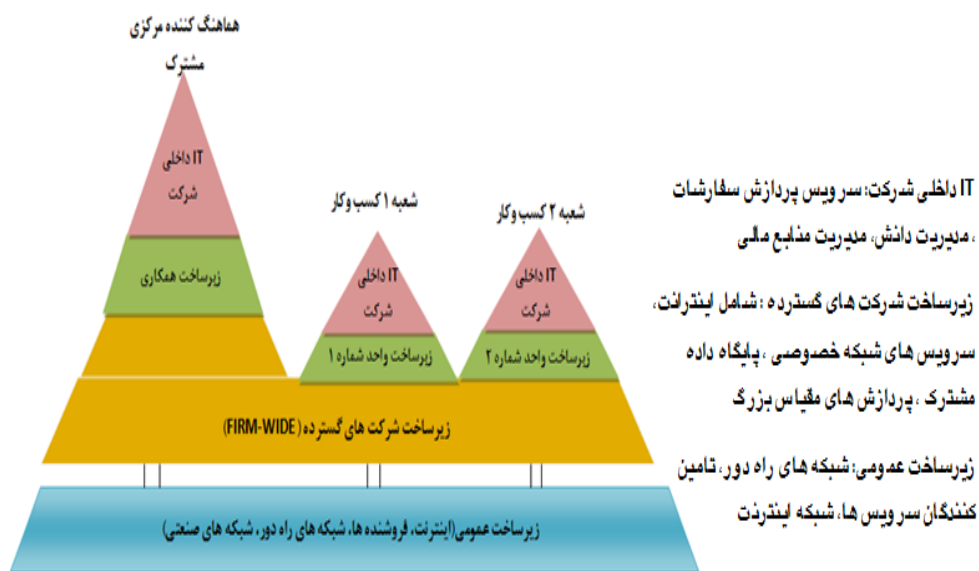 هماهنگ کننده مرکزی
مشترک
IT داخلی
شرکت
زیرساخت همکاری
شعبه ۱ کسب وکار
IT داخلی
شرکت
زیرساخت واحد شماره ۱
شعبه ۲ کسب وکار
IT داخلی
شرکت
زیرساخت واحد شماره ۲
زیرساخت شرکت های گسترده (FIRM-WIDE)
زیرساخت عمومی(اینترنت، فروشنده ها، شبکه های راه دور، شبکه های صنعتی)
IT داخلی شرکت: سرویس پردازش سفارشات
، مدیریت دانش، مدیریت منابع مالی
زیرساخت شرکت های گسترده : شامل اینترانت،
سرویس های شبکه خصوصی ، پایگاه داده
مشترک ، پردازش های مقیاس بزرگ
زیرساخت عمومی: شبکه های راه دور، تامین
کنندگان سرویس ها، شبکه اینترنت